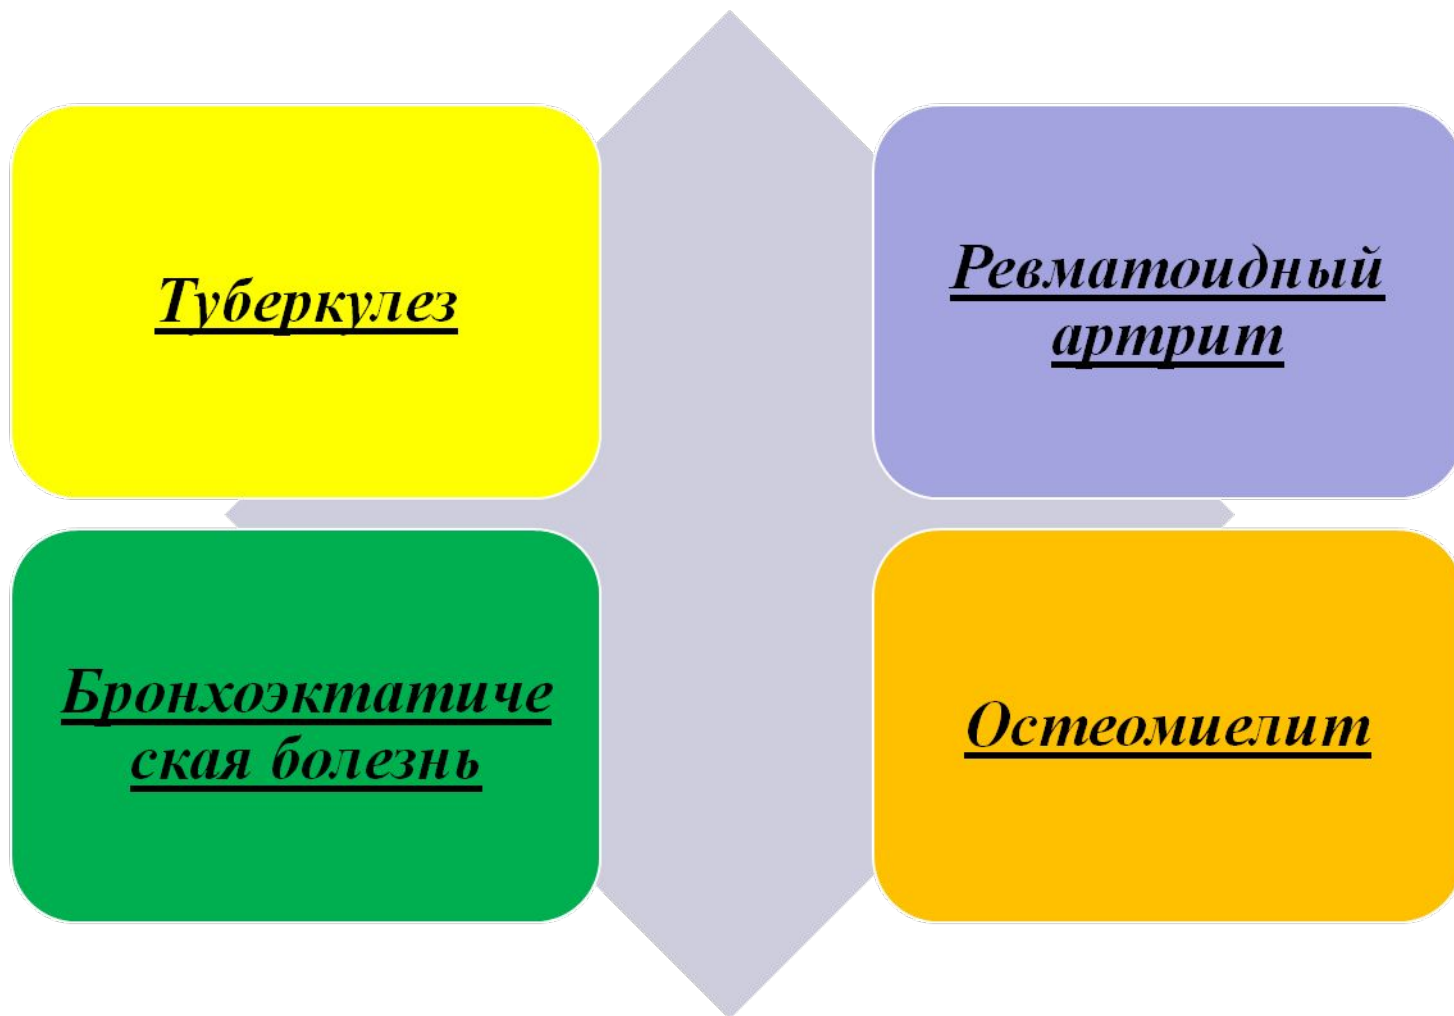 Туберкулез
Ревматоидный
артрит
Бронхоэктатиче
ская болезнь
Остеомиелит